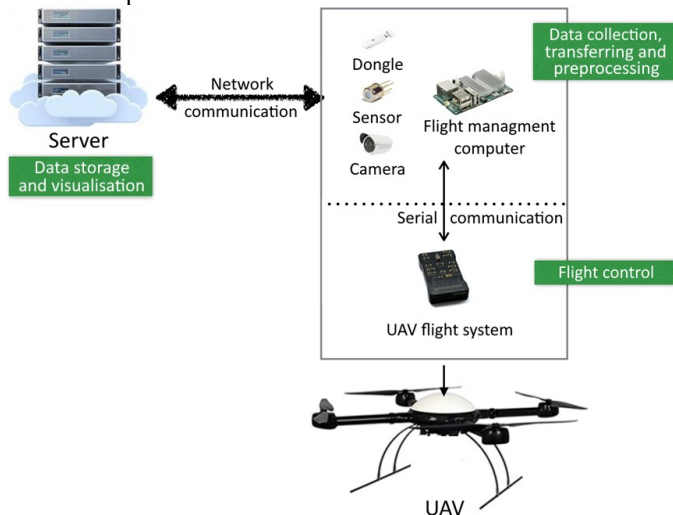 Network
communication
Server
Data storage
and visualisation
Dongle
Sensor
Camera
Flight managment
computer
Data collection,
transferring and
preprocessing
Serial communication
UAV flight system
Flight control
UAV